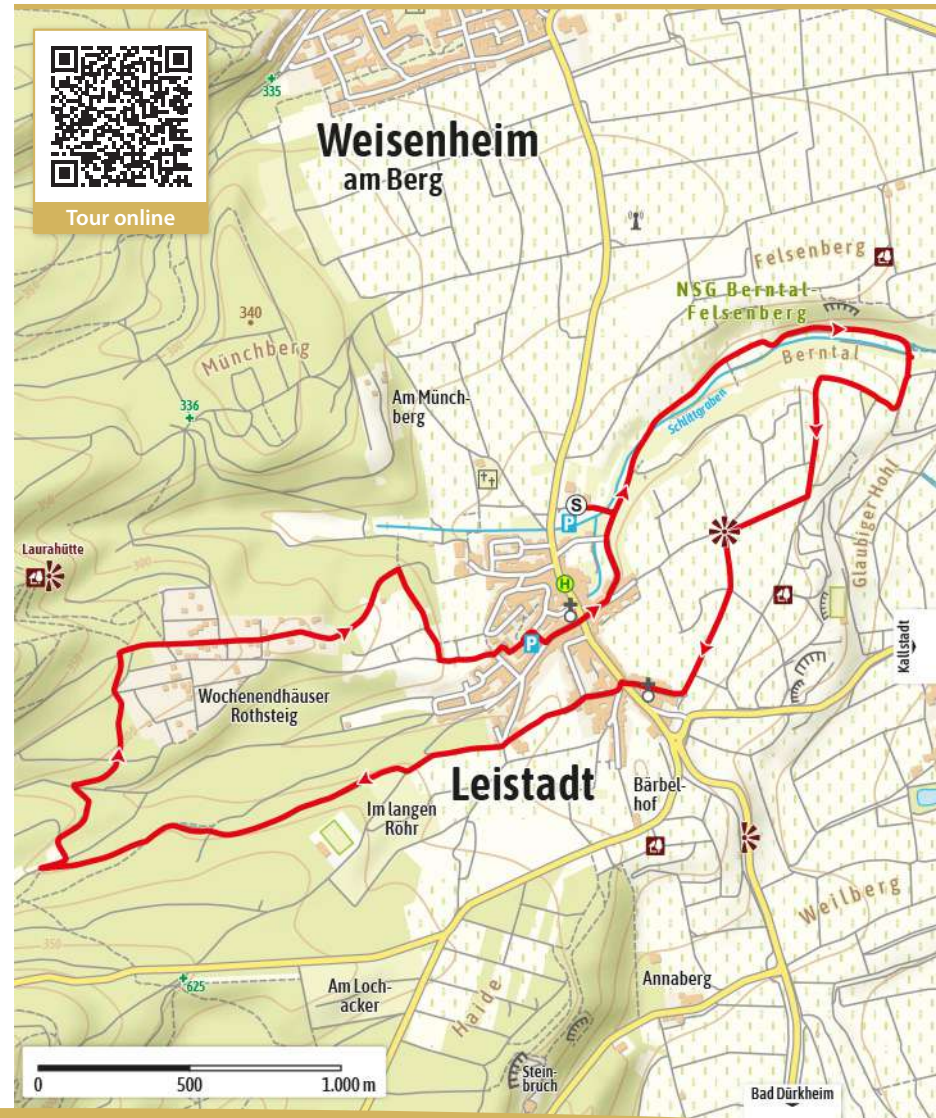 Tour online
335
Weisenheim
am Berg
Felsenberg
NSG Berntal-
Felsenberg
340
Münchberg
Berntal
336
Am Münch-
berg
Schlittgraben
S
P
Glaubiger Hohl
Laurahütte
H
P
Kallstadt
Wochenendhäuser
Rothsteig
Leistadt
Bärbel-
hof
Im langen
Röhr
Weilberg
350
625
Am Loch-
acker
Halde
Annaberg
Stein-
bruch
0 500 1.000 m
Bad Dürkheim